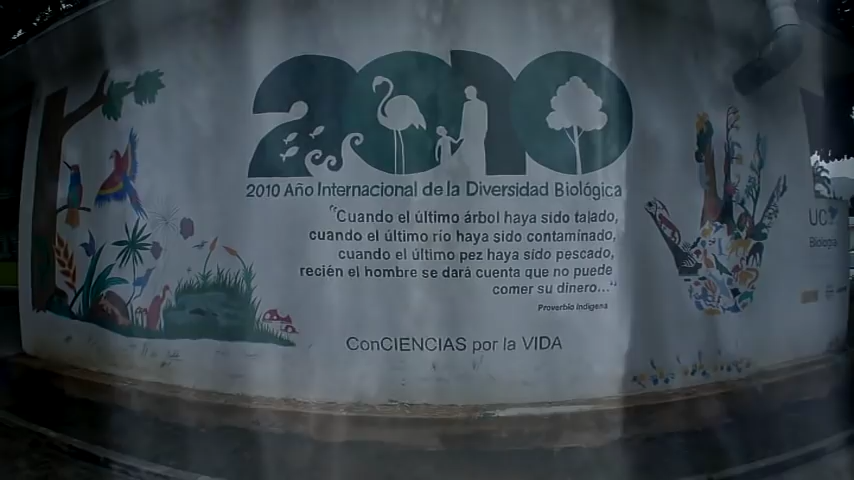 2010
2010 Año Internacional de la Diversidad Biológica
"Cuando el último árbol haya sido talado,
cuando el último río haya sido contaminado,
cuando el último pez haya sido pescado,
recién el hombre se dará cuenta que no puede
comer su dinero..."
Proverbio Indígena
ConCIENCIAS por la VIDA
UC
Biología